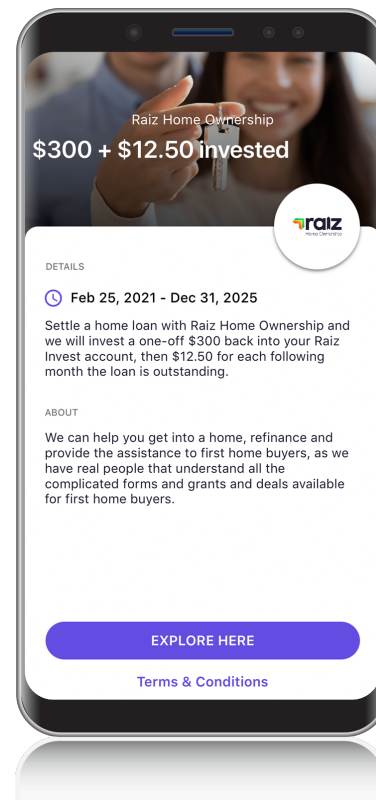 Raiz Home Ownership
$300 + $12.50 invested
raiz
Home Ownership
DETAILS
Feb 25, 2021 - Dec 31, 2025
Settle a home loan with Raiz Home Ownership and
we will invest a one-off $300 back into your Raiz
Invest account, then $12.50 for each following
month the loan is outstanding.
ABOUT
We can help you get into a home, refinance and
provide the assistance to first home buyers, as we
have real people that understand all the
complicated forms and grants and deals available
for first home buyers.
EXPLORE HERE
Terms & Conditions